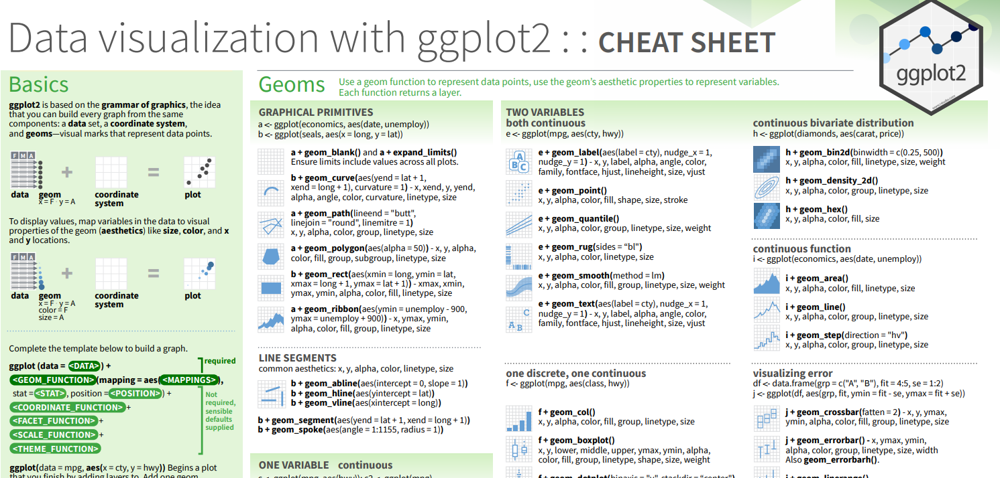 Data visualization with ggplot2 : : CHEAT SHEET
ggplot2
Basics
ggplot2 is based on the grammar of graphics, the idea
that you can build every graph from the same
components: a data set, a coordinate system,
and geoms—visual marks that represent data points.
F M A
data geom coordinate plot
x = F · y = A system
To display values, map variables in the data to visual
properties of the geom (aesthetics) like size, color, and x
and y locations.
F M A
data geom coordinate plot
x = F · y = A system
color = F
size = A
Complete the template below to build a graph.
required
ggplot (data = <DATA>) +
<GEOM_FUNCTION>(mapping = aes(<MAPPINGS>),
stat = <STAT>, position = <POSITION>) +
<COORDINATE_FUNCTION> +
<FACET_FUNCTION> +
<SCALE_FUNCTION> +
<THEME_FUNCTION>
Not
required,
sensible
defaults
supplied
ggplot(data = mpg, aes(x = cty, y = hwy)) Begins a plot
that you finish by adding layers to. Add one geom
Geoms
Use a geom function to represent data points, use the geom's aesthetic properties to represent variables.
Each function returns a layer.
GRAPHICAL PRIMITIVES
a <- ggplot(economics, aes(date, unemploy))
b <- ggplot(seals, aes(x = long, y = lat))
a + geom_blank() and a + expand_limits()
Ensure limits include values across all plots.
b + geom_curve(aes(yend = lat + 1,
xend = long + 1), curvature = 1) - x, xend, y, yend,
alpha, angle, color, curvature, linetype, size
a + geom_path(lineend = "butt",
linejoin = "round", linemitre = 1)
x, y, alpha, color, group, linetype, size
a + geom_polygon(aes(alpha = 50)) - x, y, alpha,
color, fill, group, subgroup, linetype, size
b + geom_rect(aes(xmin = long, ymin = lat,
xmax = long + 1, ymax = lat + 1)) - xmax, xmin,
ymax, ymin, alpha, color, fill, linetype, size
a + geom_ribbon(aes(ymin = unemploy - 900,
ymax = unemploy + 900)) - x, ymax, ymin,
alpha, color, fill, group, linetype, size
LINE SEGMENTS
common aesthetics: x, y, alpha, color, linetype, size
b + geom_abline(aes(intercept = 0, slope = 1))
b + geom_hline(aes(yintercept = lat))
b + geom_vline(aes(xintercept = long))
b + geom_segment(aes(yend = lat + 1, xend = long + 1))
b + geom_spoke(aes(angle = 1:1155, radius = 1))
ONE VARIABLE continuous
c <- ggplot(mpg, aes(hwy)); c2 <- ggplot(mpg)
TWO VARIABLES
both continuous
e <- ggplot(mpg, aes(cty, hwy))
A B C
e + geom_label(aes(label = cty), nudge_x = 1,
nudge_y = 1) - x, y, label, alpha, angle, color,
family, fontface, hjust, lineheight, size, vjust
e + geom_point()
x, y, alpha, color, fill, shape, size, stroke
e + geom_quantile()
x, y, alpha, color, group, linetype, size, weight
e + geom_rug(sides = “bl")
x, y, alpha, color, linetype, size
e + geom_smooth(method = lm)
x, y, alpha, color, fill, group, linetype, size, weight
A B C
e + geom_text(aes(label = cty), nudge_x = 1,
nudge_y = 1) - x, y, label, alpha, angle, color,
family, fontface, hjust, lineheight, size, vjust
one discrete, one continuous
f <- ggplot(mpg, aes(class, hwy))
f + geom_col()
x, y, alpha, color, fill, group, linetype, size
f + geom_boxplot()
x, y, lower, middle, upper, ymax, ymin, alpha,
color, fill, group, linetype, shape, size, weight
f + geom_dotplot(binaxis = "y", stackdir = "center")
continuous bivariate distribution
h <- ggplot(diamonds, aes(carat, price))
h + geom_bin2d(binwidth = c(0.25, 500))
x, y, alpha, color, fill, linetype, size, weight
h + geom_density_2d()
x, y, alpha, color, group, linetype, size
h + geom_hex()
x, y, alpha, color, fill, size
continuous function
i <- ggplot(economics, aes(date, unemploy))
i + geom_area()
x, y, alpha, color, fill, linetype, size
i + geom_line()
x, y, alpha, color, group, linetype, size
i + geom_step(direction = "hv")
x, y, alpha, color, group, linetype, size
visualizing error
df <- data.frame(grp = c("A", "B"), fit = 4:5, se = 1:2)
j <- ggplot(df, aes(grp, fit, ymin = fit - se, ymax = fit + se))
j + geom_crossbar(fatten = 2) - x, y, ymax,
ymin, alpha, color, fill, group, linetype, size
j + geom_errorbar() - x, ymax, ymin,
alpha, color, group, linetype, size, width
Also geom_errorbarh().
j + geom_linerange()